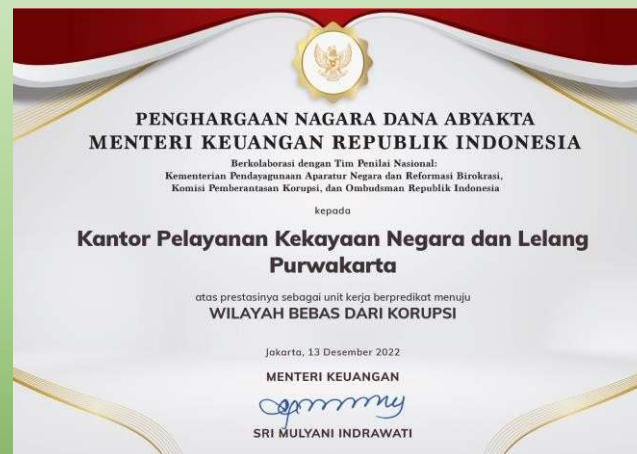 PENGHARGAAN NAGARA DANA ABYAKTA
MENTERI KEUANGAN REPUBLIK INDONESIA
Berkolaborasi dengan Tim Penilai Nasional:
Kementerian Pendayagunaan Aparatur Negara dan Reformasi Birokrasi,
Komisi Pemberantasan Korupsi, dan Ombudsman Republik Indonesia
kepada
Kantor Pelayanan Kekayaan Negara dan Lelang
Purwakarta
atas prestasinya sebagai unit kerja berpredikat menuju
WILAYAH BEBAS DARI KORUPSI
Jakarta, 13 Desember 2022
MENTERI KEUANGAN
SRI MULYANI INDRAWATI